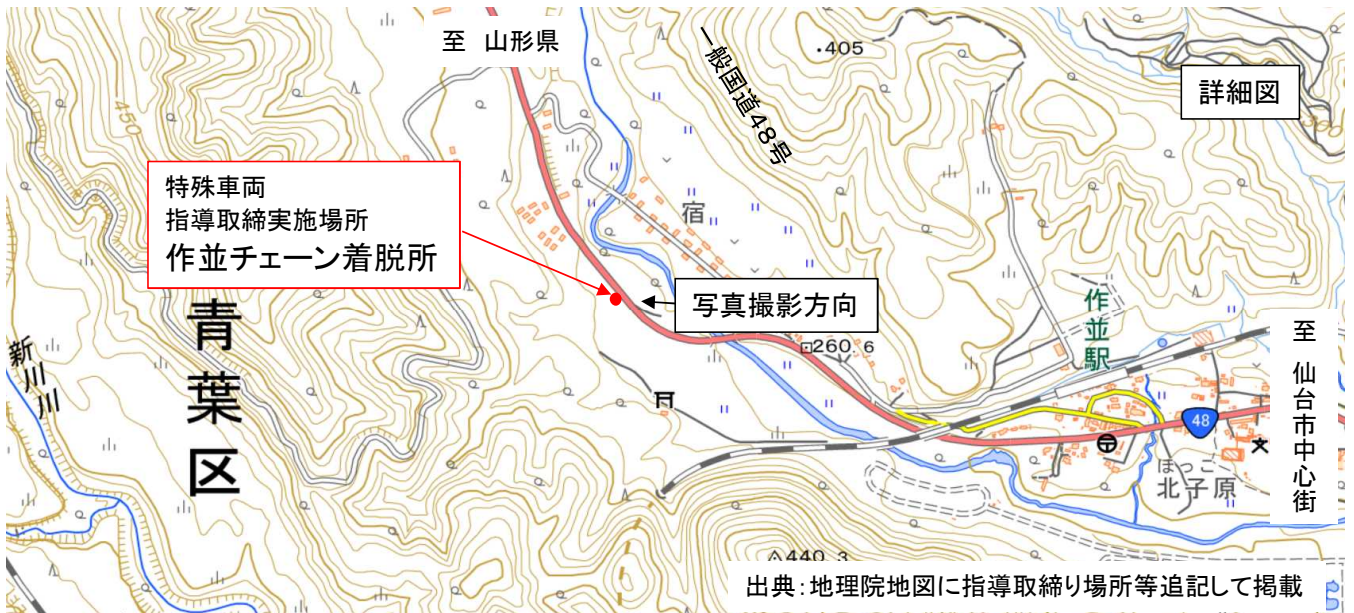 至 山形県
一般国道48号
・405
詳細図
450
特殊車両
指導取締実施場所
作並チェーン着脱所
宿
写真撮影方向
260.6
作並駅
至 仙台市中心街
青葉区
新川川
48
ほっご
北子原
440.3
出典：地理院地図に指導取締り場所等追記して掲載